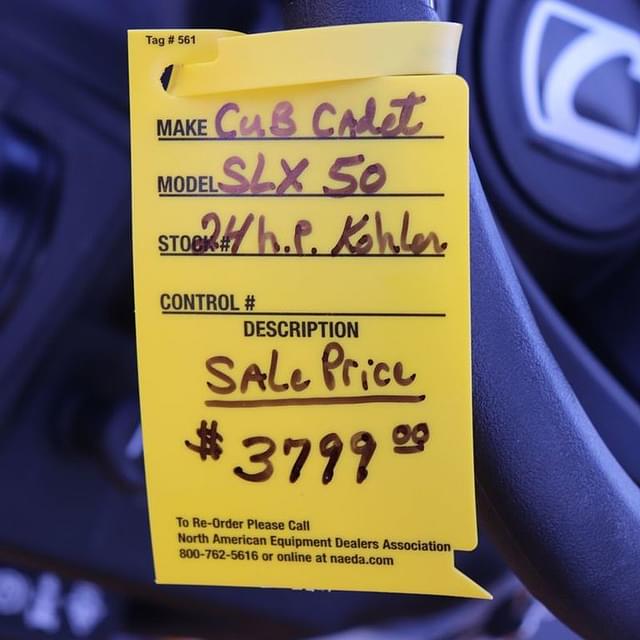 Tag # 561
MAKE CuB CAdet
MODEL SLX 50
STOCK# 24 h.p. Kohler
CONTROL #
DESCRIPTION
SALe Price
$3799.00
To Re-Order Please Call
North American Equipment Dealers Association
800-762-5616 or online at naeda.com